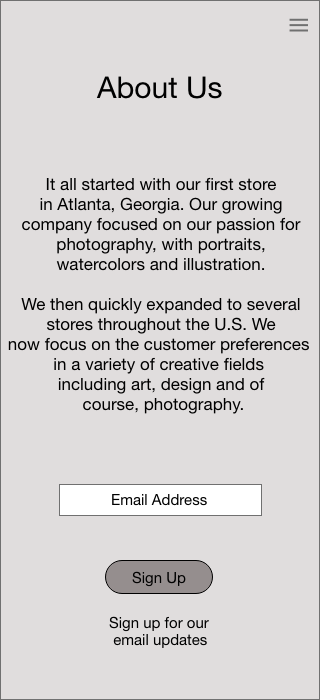 About Us
It all started with our first store
in Atlanta, Georgia. Our growing
company focused on our passion for
photography, with portraits,
watercolors and illustration.
We then quickly expanded to several
stores throughout the U.S. We
now focus on the customer preferences
in a variety of creative fields
including art, design and of
course, photography.
Email Address
Sign Up
Sign up for our
email updates